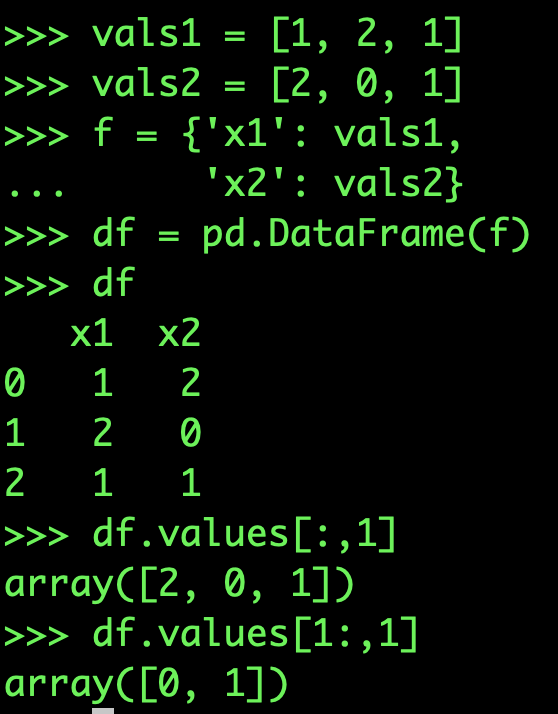 >>> vals1 = [1, 2, 1]
>>> vals2 = [2, 0, 1]
>>> f = {'x1': vals1,
...      'x2': vals2}
>>> df = pd.DataFrame(f)
>>> df
   x1  x2
0   1   2
1   2   0
2   1   1
>>> df.values[:,1]
array([2, 0, 1])
>>> df.values[1:,1]
array([0, 1])